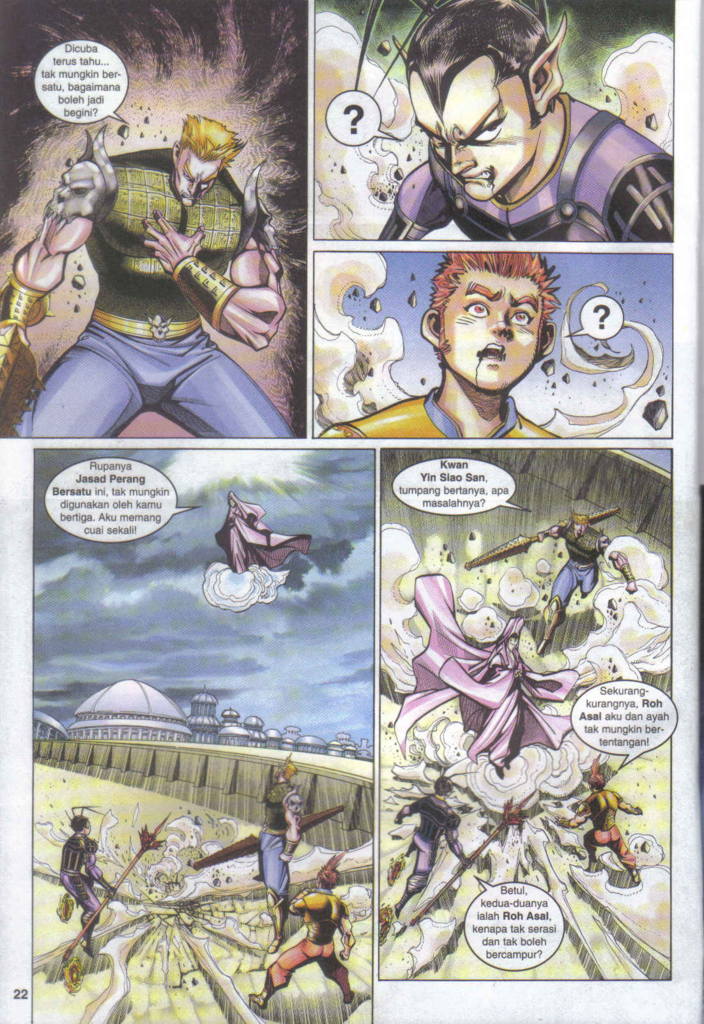 Dicuba
terus tahu...
tak mungkin ber-
satu, bagaimana
boleh jadi
begini?
?
?
Rupanya
Jasad Perang
Bersatu ini, tak mungkin
digunakan oleh kamu
bertiga. Aku memang
cuai sekali!
Kwan
Yin Siao San,
tumpang bertanya, apa
masalahnya?
Sekurang-
kurangnya, Roh
Asal aku dan ayah
tak mungkin ber-
tentangan!
Betul,
kedua-duanya
ialah Roh Asal,
kenapa tak serasi
dan tak boleh
bercampur?
22